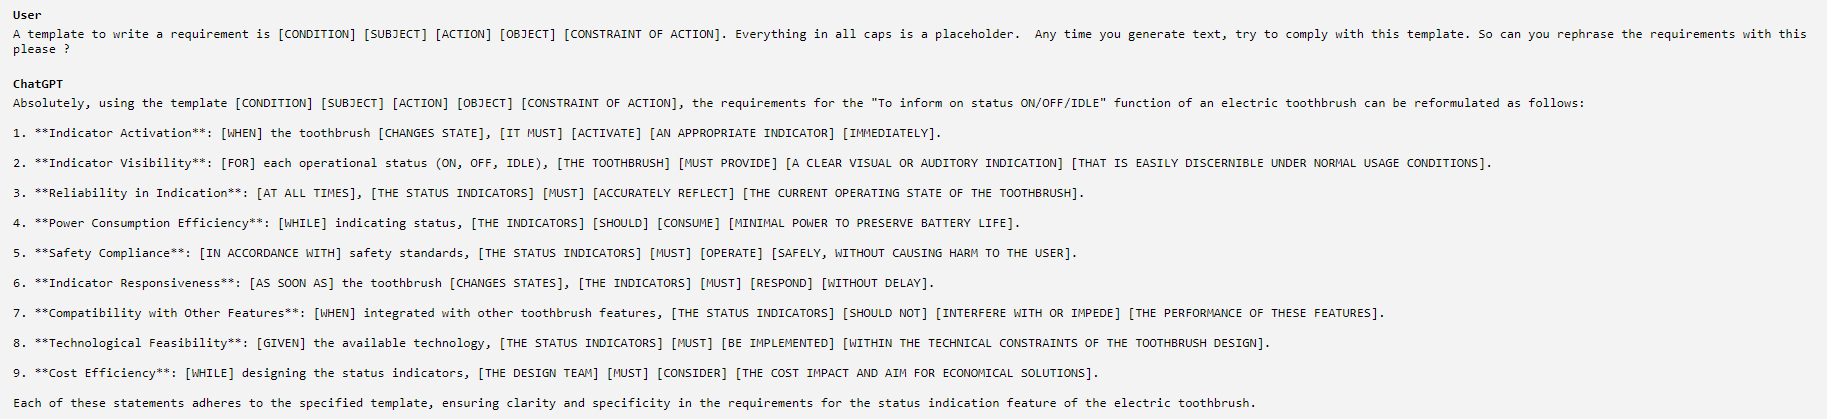 User
A template to write a requirement is [CONDITION] [SUBJECT] [ACTION] [OBJECT] [CONSTRAINT OF ACTION]. Everything in all caps is a placeholder.  Any time you generate text, try to comply with this template. So can you rephrase the requirements with this
please ?
ChatGPT
Absolutely, using the template [CONDITION] [SUBJECT] [ACTION] [OBJECT] [CONSTRAINT OF ACTION], the requirements for the "To inform on status ON/OFF/IDLE" function of an electric toothbrush can be reformulated as follows:
1. **Indicator Activation**: [WHEN] the toothbrush [CHANGES STATE], [IT MUST] [ACTIVATE] [AN APPROPRIATE INDICATOR] [IMMEDIATELY].
2. **Indicator Visibility**: [FOR] each operational status (ON, OFF, IDLE), [THE TOOTHBRUSH] [MUST PROVIDE] [A CLEAR VISUAL OR AUDITORY INDICATION] [THAT IS EASILY DISCERNIBLE UNDER NORMAL USAGE CONDITIONS].
3. **Reliability in Indication**: [AT ALL TIMES], [THE STATUS INDICATORS] [MUST] [ACCURATELY REFLECT] [THE CURRENT OPERATING STATE OF THE TOOTHBRUSH].
4. **Power Consumption Efficiency**: [WHILE] indicating status, [THE INDICATORS] [SHOULD] [CONSUME] [MINIMAL POWER TO PRESERVE BATTERY LIFE].
5. **Safety Compliance**: [IN ACCORDANCE WITH] safety standards, [THE STATUS INDICATORS] [MUST] [OPERATE] [SAFELY, WITHOUT CAUSING HARM TO THE USER].
6. **Indicator Responsiveness**: [AS SOON AS] the toothbrush [CHANGES STATES], [THE INDICATORS] [MUST] [RESPOND] [WITHOUT DELAY].
7. **Compatibility with Other Features**: [WHEN] integrated with other toothbrush features, [THE STATUS INDICATORS] [SHOULD NOT] [INTERFERE WITH OR IMPEDE] [THE PERFORMANCE OF THESE FEATURES].
8. **Technological Feasibility**: [GIVEN] the available technology, [THE STATUS INDICATORS] [MUST] [BE IMPLEMENTED] [WITHIN THE TECHNICAL CONSTRAINTS OF THE TOOTHBRUSH DESIGN].
9. **Cost Efficiency**: [WHILE] designing the status indicators, [THE DESIGN TEAM] [MUST] [CONSIDER] [THE COST IMPACT AND AIM FOR ECONOMICAL SOLUTIONS].
Each of these statements adheres to the specified template, ensuring clarity and specificity in the requirements for the status indication feature of the electric toothbrush.